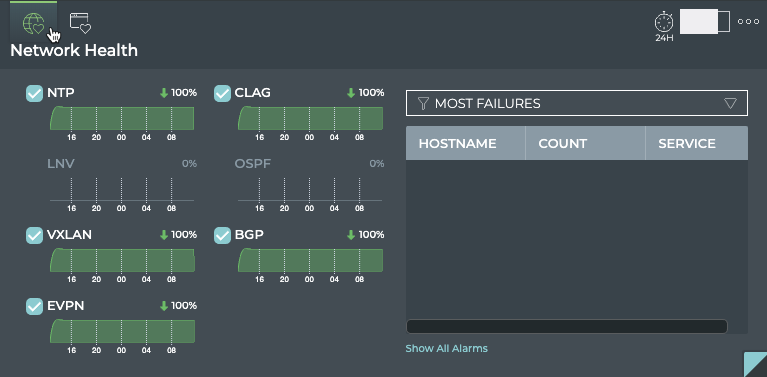 24H
Network Health
NTP 100%
16 20 00 04 08
CLAG 100%
16 20 00 04 08
LNV 0%
16 20 00 04 08
OSPF 0%
16 20 00 04 08
VXLAN 100%
16 20 00 04 08
BGP 100%
16 20 00 04 08
EVPN 100%
16 20 00 04 08
MOST FAILURES
HOSTNAME COUNT SERVICE
Show All Alarms